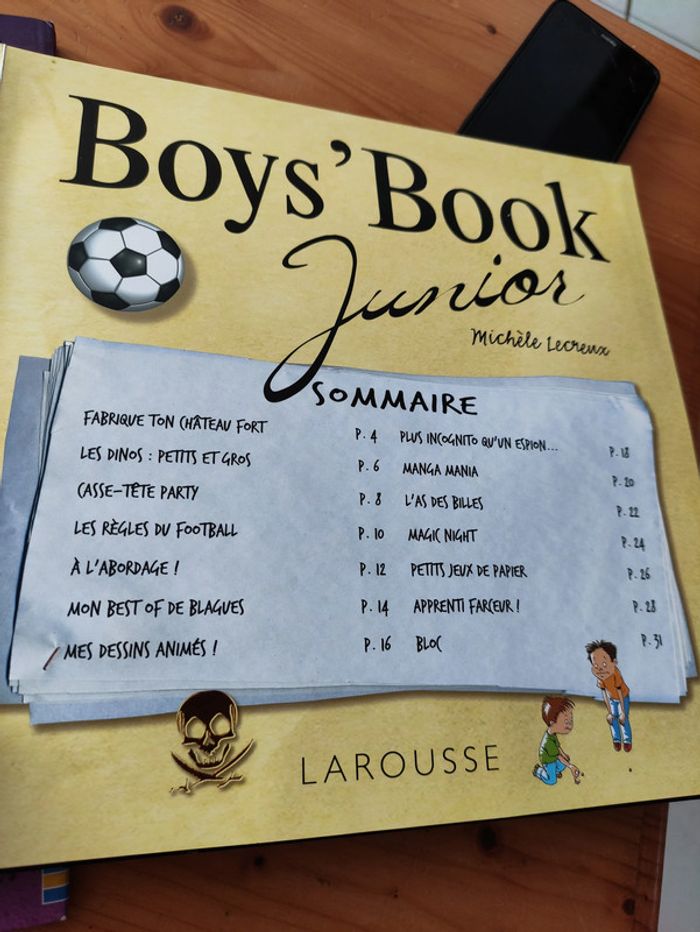 Boys' Book
Junior
Michèle Lecreux
SOMMAIRE
FABRIQUE TON CHÂTEAU FORT P. 4
LES DINOS : PETITS ET GROS P. 6
CASSE-TÊTE PARTY P. 8
LES RÈGLES DU FOOTBALL P. 10
À L'ABORDAGE ! P. 12
MON BEST OF DE BLAGUES P. 14
MES DESSINS ANIMÉS ! P. 16
PLUS INCOGNITO QU'UN ESPION... P. 18
MANGA MANIA P. 20
L'AS DES BILLES P. 22
MAGIC NIGHT P. 24
PETITS JEUX DE PAPIER P. 26
APPRENTI FARCEUR ! P. 28
BLOC P. 31
LAROUSSE